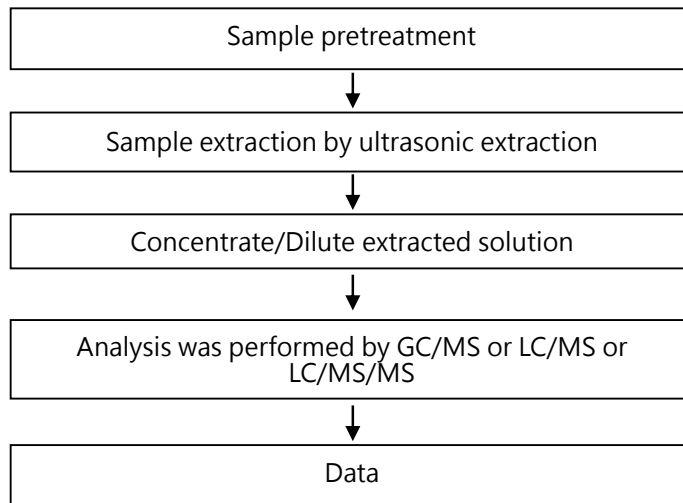 Sample pretreatment
Sample extraction by ultrasonic extraction
Concentrate/Dilute extracted solution
Analysis was performed by GC/MS or LC/MS or
LC/MS/MS
Data